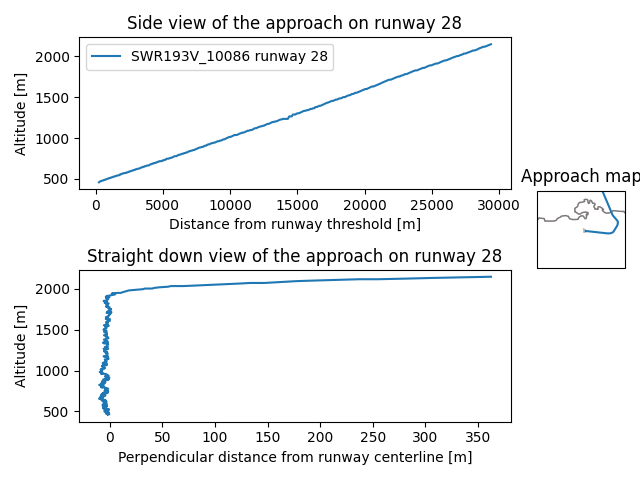 Side view of the approach on runway 28
Altitude [m]
2000
1500
1000
500
SWR193V_10086 runway 28
0 5000 10000 15000 20000 25000 30000
Distance from runway threshold [m]
Approach map
Straight down view of the approach on runway 28
Altitude [m]
2000
1500
1000
500
0 50 100 150 200 250 300 350
Perpendicular distance from runway centerline [m]